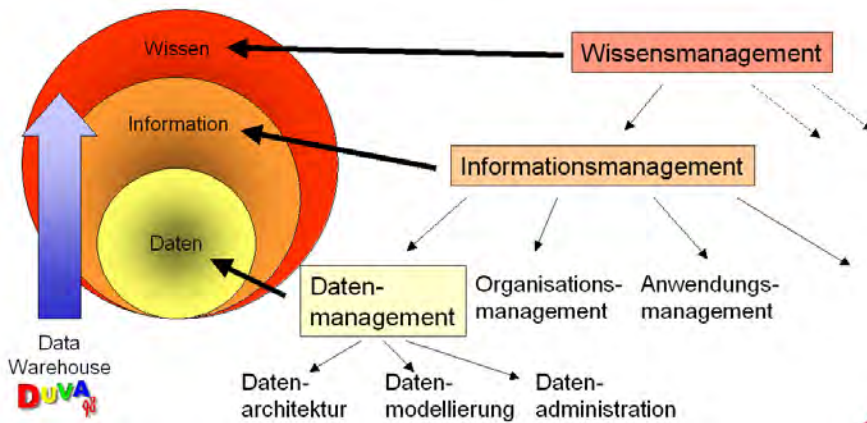 Wissen
Wissensmanagement
Information
Informationsmanagement
Daten
Daten-
management
Organisations-
management
Anwendungs-
management
Data
Warehouse
DUVA
Daten-
architektur
Daten-
modellierung
Daten-
administration